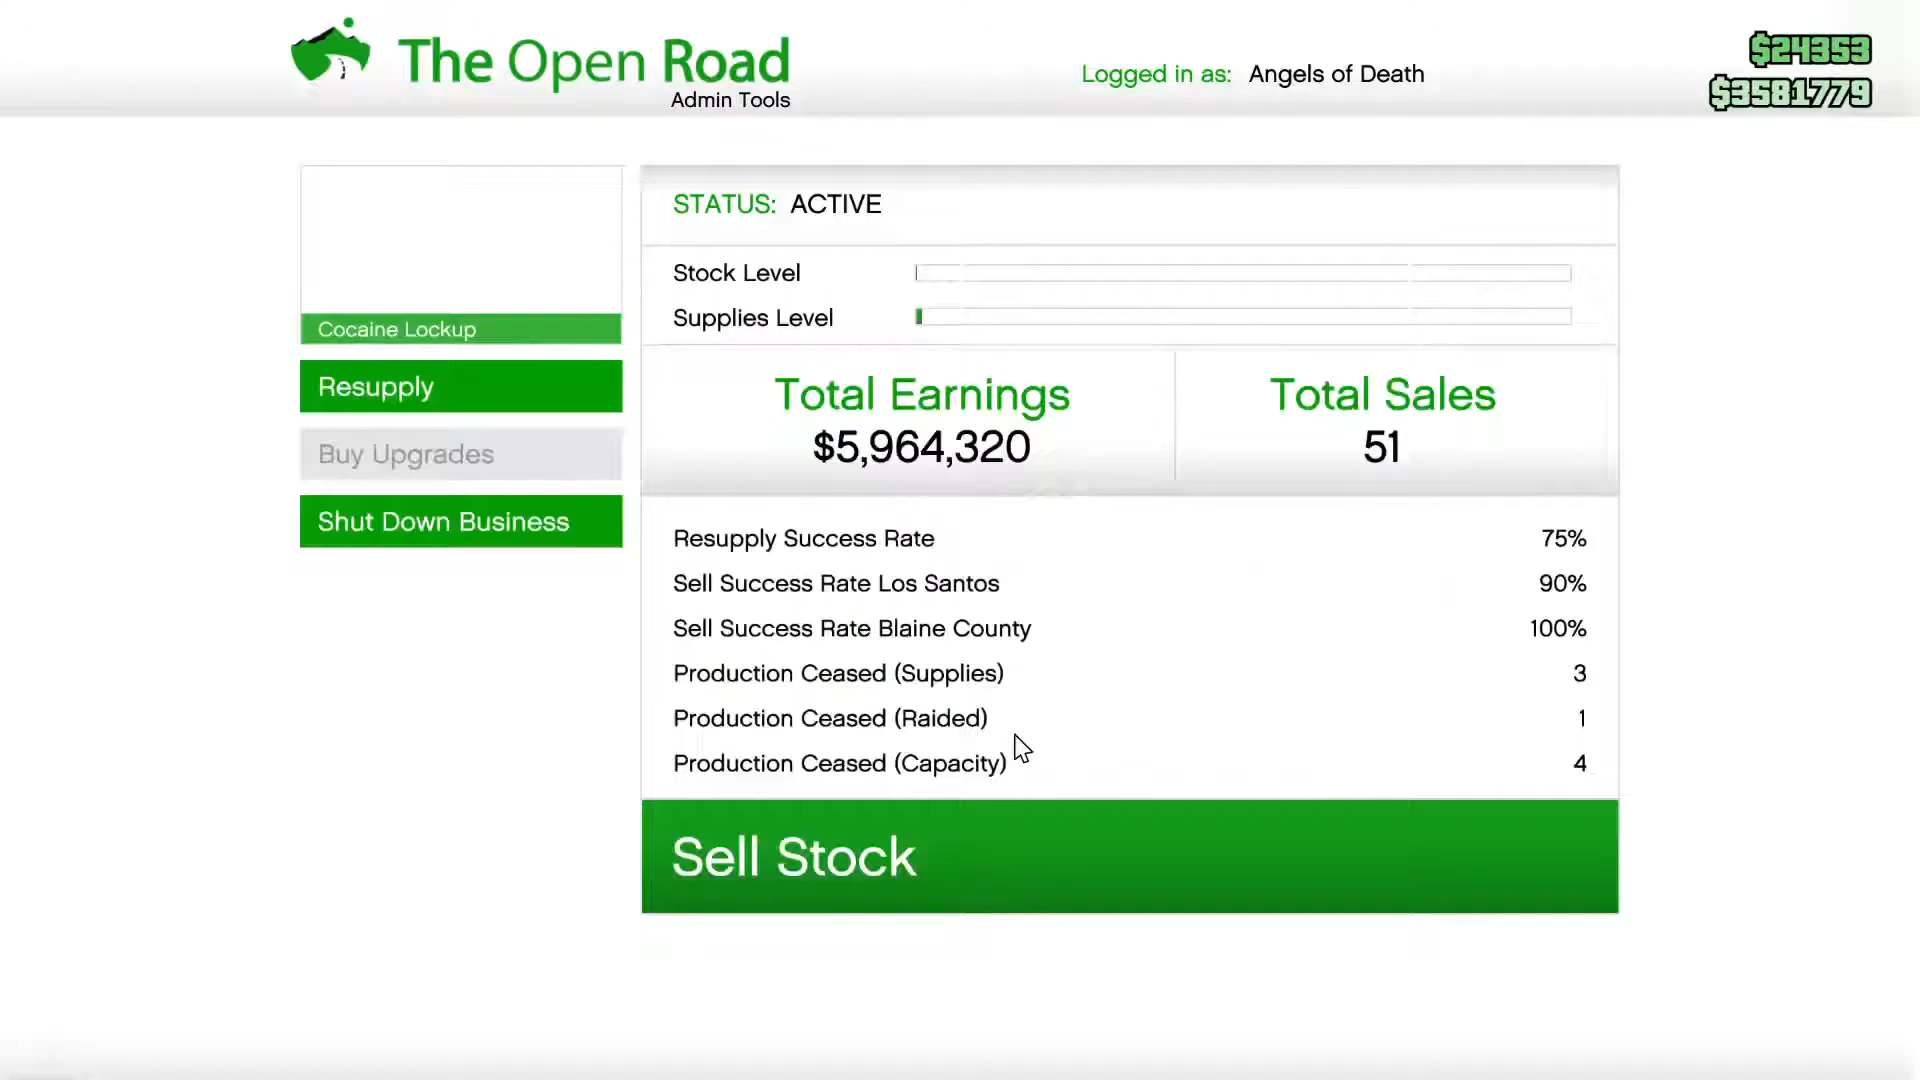 The Open Road
Admin Tools
Logged in as: Angels of Death
$24353
$3581779
Cocaine Lockup
Resupply
Buy Upgrades
Shut Down Business
STATUS: ACTIVE
Stock Level
Supplies Level
Total Earnings
$5,964,320
Total Sales
51
Resupply Success Rate 75%
Sell Success Rate Los Santos 90%
Sell Success Rate Blaine County 100%
Production Ceased (Supplies) 3
Production Ceased (Raided) 1
Production Ceased (Capacity) 4
Sell Stock